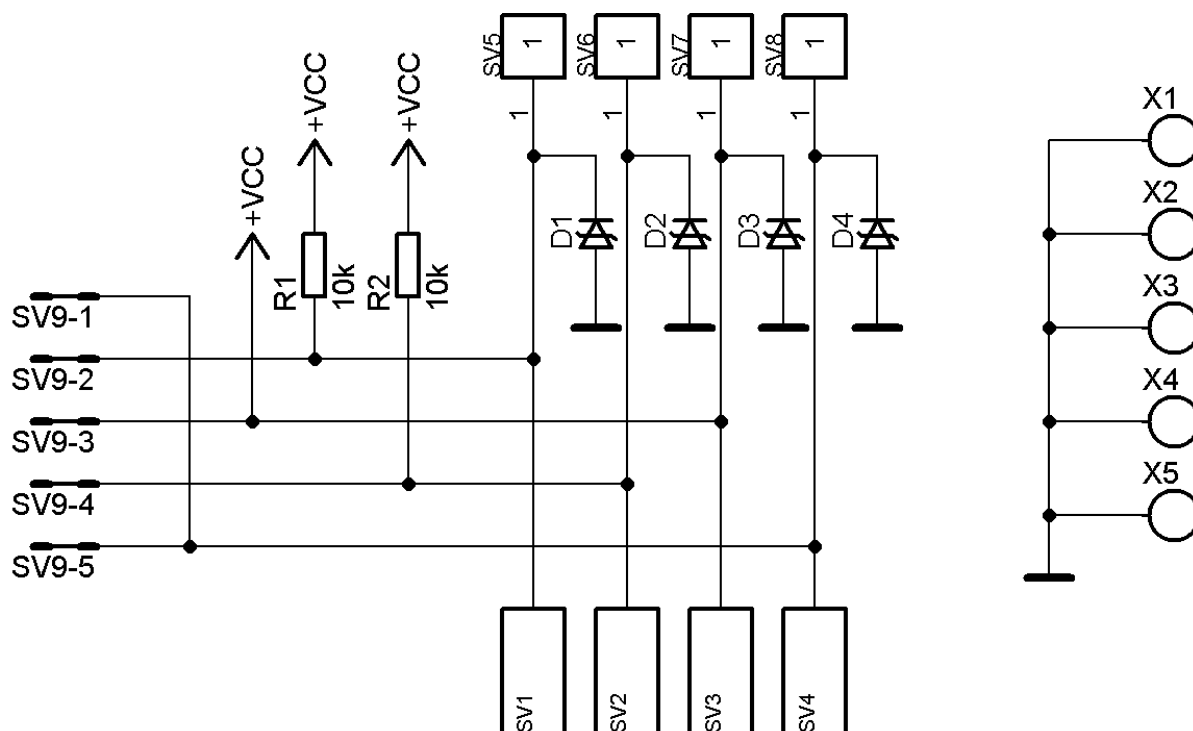 SV5
1
SV6
1
SV7
1
SV8
1
1
1
1
1
+VCC
+VCC
+VCC
X1
X2
X3
X4
X5
D1
D2
D3
D4
R1
10k
R2
10k
SV9-1
SV9-2
SV9-3
SV9-4
SV9-5
SV1
SV2
SV3
SV4